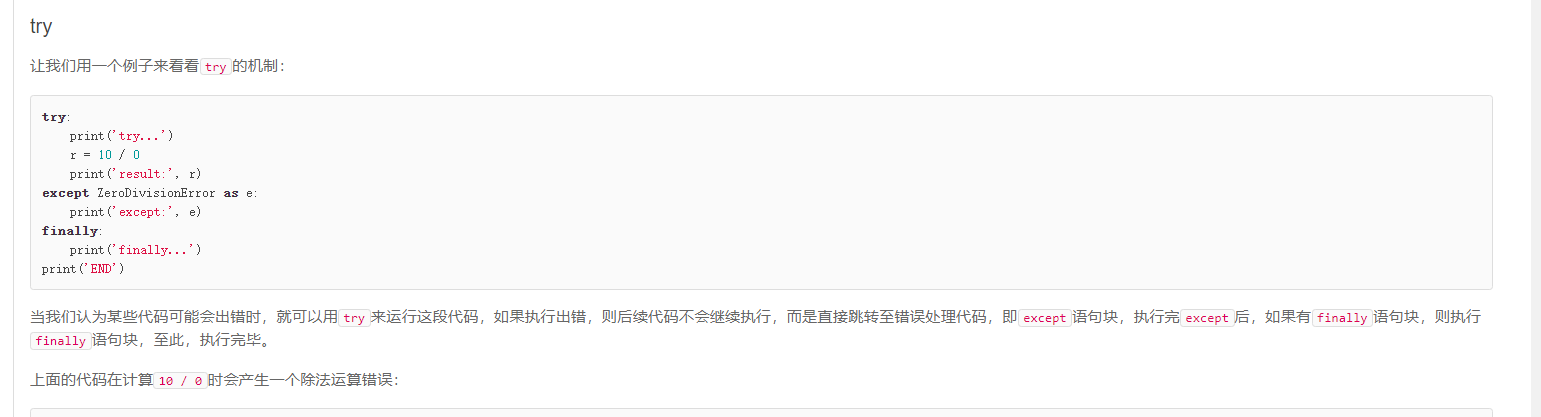 try
让我们用一个例子来看看try的机制：
try:
    print('try...')
    r = 10 / 0
    print('result:', r)
except ZeroDivisionError as e:
    print('except:', e)
finally:
    print('finally...')
print('END')
当我们认为某些代码可能会出错时，就可以用try来运行这段代码，如果执行出错，则后续代码不会继续执行，而是直接跳转至错误处理代码，即except语句块，执行完except后，如果有finally语句块，则执行
finally语句块，至此，执行完毕。
上面的代码在计算10 / 0时会产生一个除法运算错误：